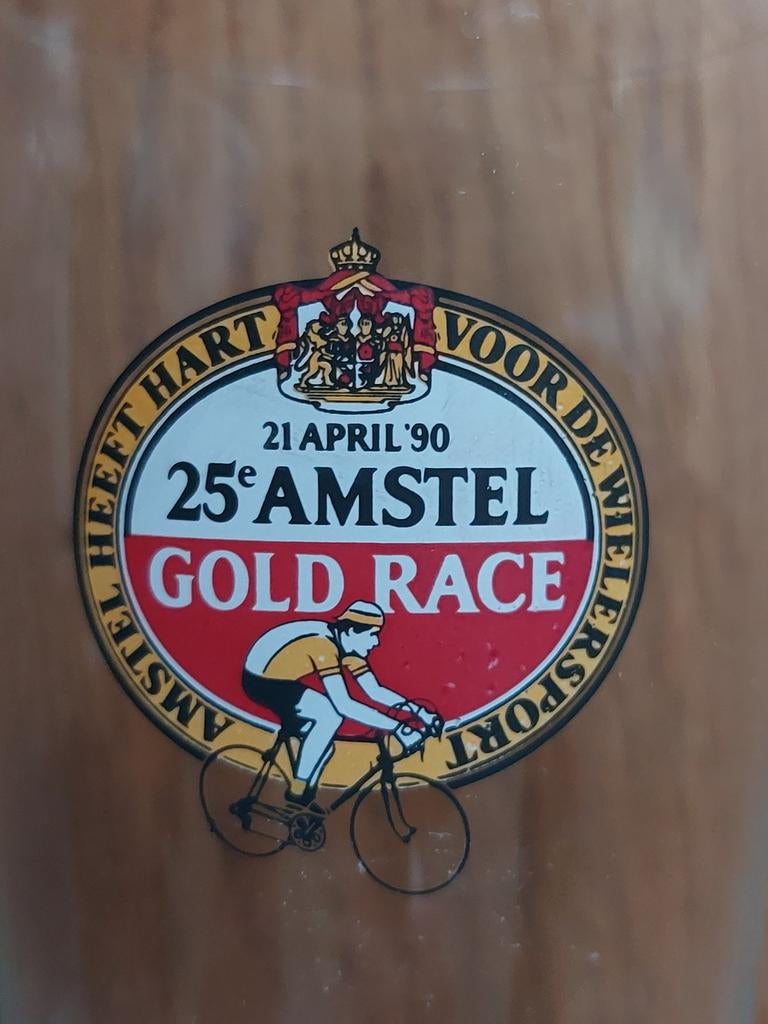 AMSTEL HEEFT HART VOOR DE WIELERSPORT
21 APRIL '90
25e AMSTEL
GOLD RACE